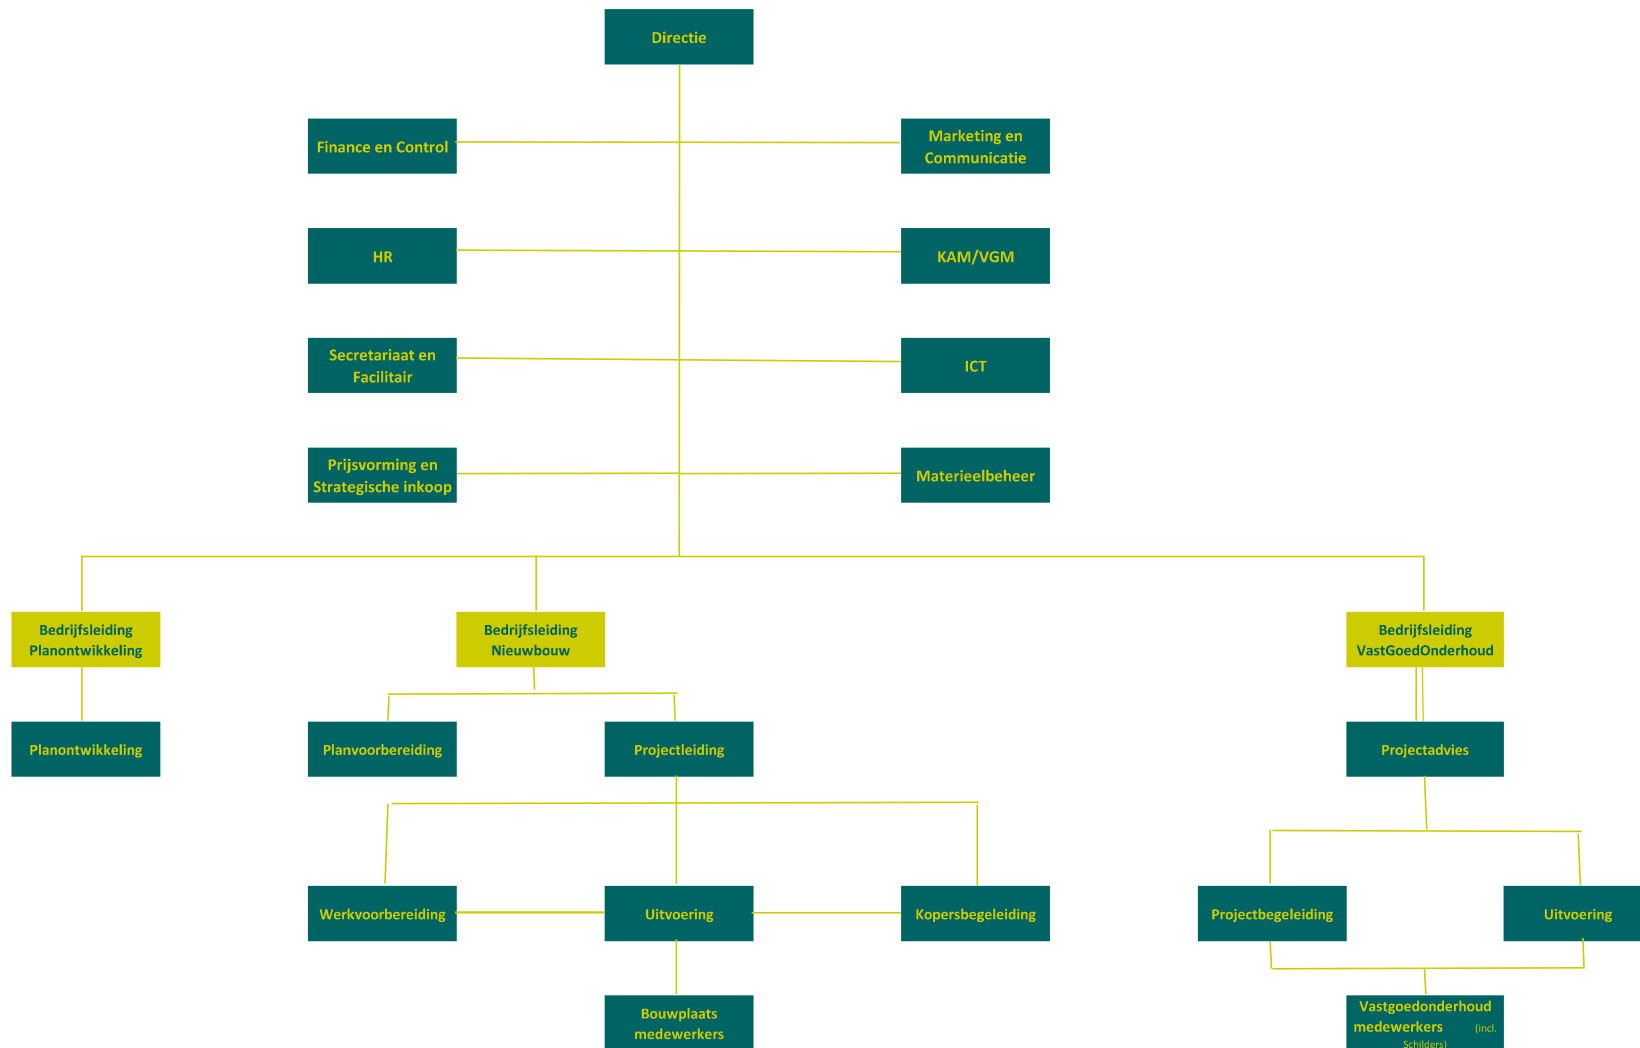 Directie
Finance en Control
Marketing en
Communicatie
HR
KAM/VGM
Secretariaat en
Facilitair
ICT
Prijsvorming en
Strategische inkoop
Materieelbeheer
Bedrijfsleiding
Planontwikkeling
Bedrijfsleiding
Nieuwbouw
Bedrijfsleiding
VastGoedOnderhoud
Planontwikkeling
Planvoorbereiding
Projectleiding
Projectadvies
Werkvoorbereiding
Uitvoering
Kopersbegeleiding
Projectbegeleiding
Uitvoering
Bouwplaats
medewerkers
Vastgoedonderhoud
medewerkers (incl.
Schilders)